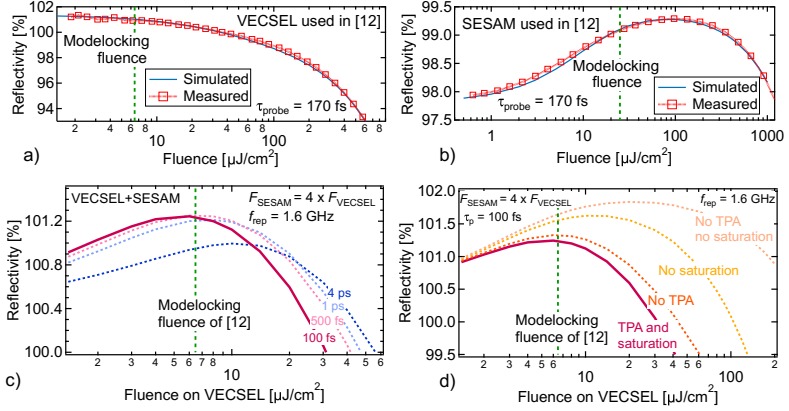 102
101
100
98
96
94
Reflectivity [%]
VECSEL used in [12]
Modelocking
fluence
Simulated
Measured
τprobe = 170 fs
2 4 6 8 10 2 4 6 8 100 2 4 6 8
Fluence [µJ/cm²]
a)
99.5
99.0
98.5
98.0
97.5
Reflectivity [%]
SESAM used in [12]
Modelocking
fluence
Simulated
Measured
τprobe = 170 fs
1 10 100 1000
Fluence [µJ/cm²]
b)
101.2
100.8
100.4
100.0
Reflectivity [%]
VECSEL+SESAM
FSESAM = 4 x FVECSEL
frep = 1.6 GHz
Modelocking
fluence of [12]
4 ps
1 ps
500 fs
100 fs
2 3 4 5 6 8 10 2 3 4 5 6
Fluence on VECSEL [µJ/cm²]
c)
102.0
101.5
101.0
100.5
100.0
99.5
Reflectivity [%]
FSESAM = 4 x FVECSEL
τp = 100 fs
frep = 1.6 GHz
No TPA
no saturation
No saturation
No TPA
TPA and
saturation
Modelocking
fluence of [12]
2 3 4 5 6 8 10 2 3 4 5 6 8 100 2
Fluence on VECSEL [µJ/cm²]
d)